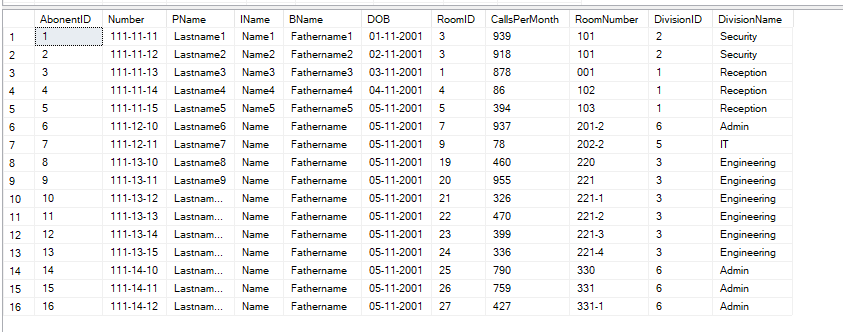 AbonentID Number PName IName BName DOB RoomID CallsPerMonth RoomNumber DivisionID DivisionName
1 1 111-11-11 Lastname1 Name1 Fathername1 01-11-2001 3 939 101 2 Security
2 2 111-11-12 Lastname2 Name2 Fathername2 02-11-2001 3 918 101 2 Security
3 3 111-11-13 Lastname3 Name3 Fathername3 03-11-2001 1 878 001 1 Reception
4 4 111-11-14 Lastname4 Name4 Fathername4 04-11-2001 4 86 102 1 Reception
5 5 111-11-15 Lastname5 Name5 Fathername5 05-11-2001 5 394 103 1 Reception
6 6 111-12-10 Lastname6 Name Fathername 05-11-2001 7 937 201-2 6 Admin
7 7 111-12-11 Lastname7 Name Fathername 05-11-2001 9 78 202-2 5 IT
8 8 111-13-10 Lastname8 Name Fathername 05-11-2001 19 460 220 3 Engineering
9 9 111-13-11 Lastname9 Name Fathername 05-11-2001 20 955 221 3 Engineering
10 10 111-13-12 Lastnam... Name Fathername 05-11-2001 21 326 221-1 3 Engineering
11 11 111-13-13 Lastnam... Name Fathername 05-11-2001 22 470 221-2 3 Engineering
12 12 111-13-14 Lastnam... Name Fathername 05-11-2001 23 399 221-3 3 Engineering
13 13 111-13-15 Lastnam... Name Fathername 05-11-2001 24 336 221-4 3 Engineering
14 14 111-14-10 Lastnam... Name Fathername 05-11-2001 25 790 330 6 Admin
15 15 111-14-11 Lastnam... Name Fathername 05-11-2001 26 759 331 6 Admin
16 16 111-14-12 Lastnam... Name Fathername 05-11-2001 27 427 331-1 6 Admin